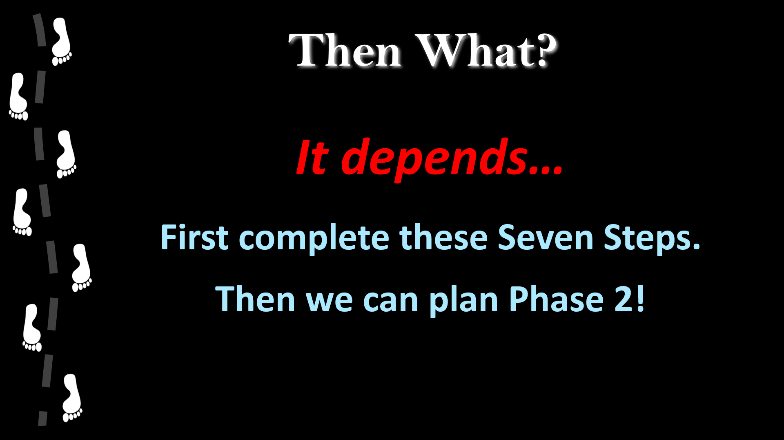 Then What?
It depends…
First complete these Seven Steps.
Then we can plan Phase 2!